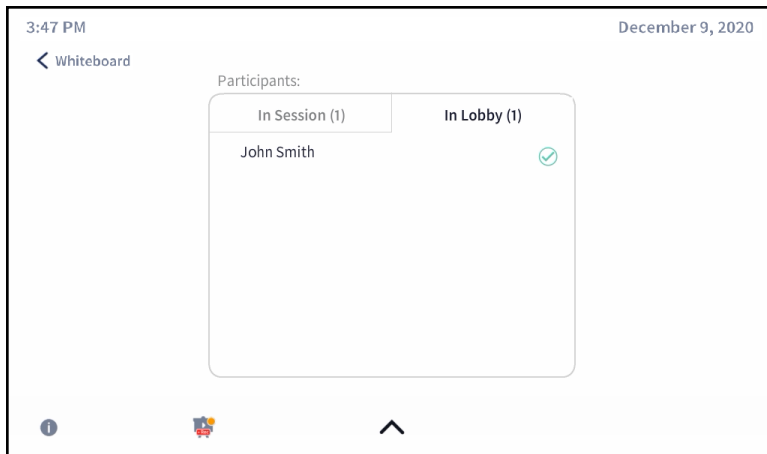 3:47 PM
December 9, 2020
Whiteboard
Participants:
In Session (1)
In Lobby (1)
John Smith